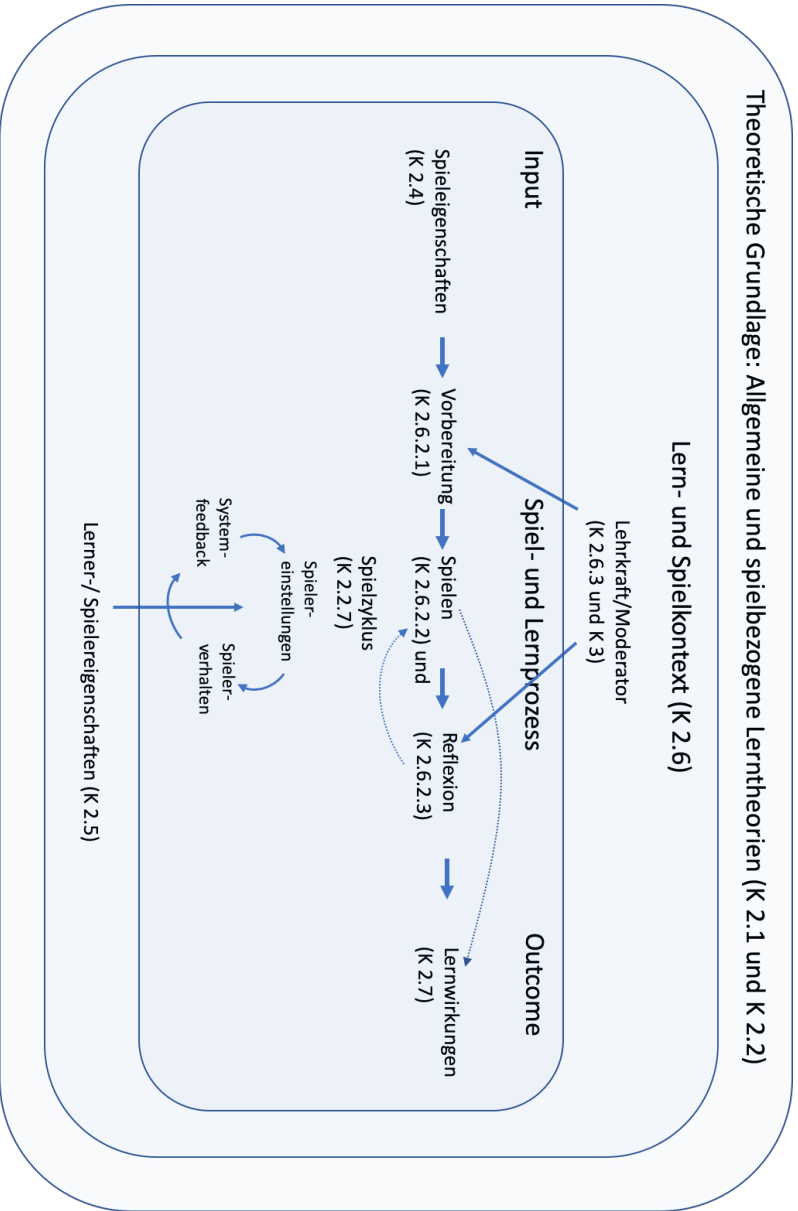 Theoretische Grundlage: Allgemeine und spielbezogene Lerntheorien (K 2.1 und K 2.2)
Lern- und Spielkontext (K 2.6)
Lehrkraft/Moderator
(K 2.6.3 und K 3)
Input
Spiel- und Lernprozess
Outcome
Spieleigenschaften
(K 2.4)
Vorbereitung
(K 2.6.2.1)
Spielen
(K 2.6.2.2) und
Reflexion
(K 2.6.2.3)
Lernwirkungen
(K 2.7)
Spielzyklus
(K 2.2.7)
Spieler-
einstellungen
System-
feedback
Spieler-
verhalten
Lerner-/ Spielereigenschaften (K 2.5)